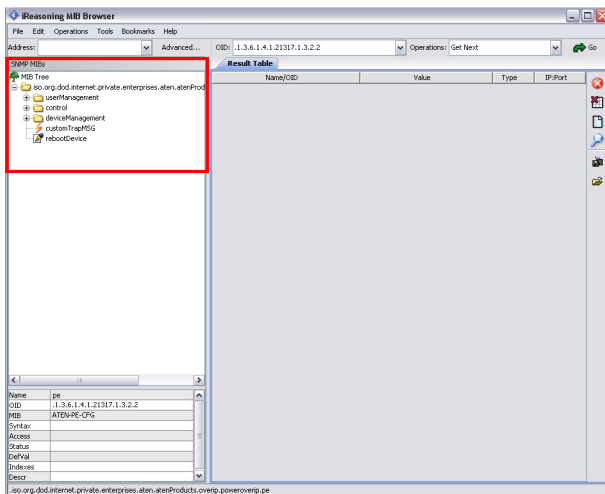 iReasoning MIB Browser
File Edit Operations Tools Bookmarks Help
Address: Advanced... OID: .1.3.6.1.4.1.21317.1.3.2.2 Operations: Get Next Go
SNMP MIBs
Result Table
MIB Tree
Name/OID Value Type IP:Port
iso.org.dod.internet.private.enterprises.aten.atenProd
userManagement
control
deviceManagement
customTrapMSG
rebootDevice
Name pe
OID .1.3.6.1.4.1.21317.1.3.2.2
MIB ATEN-PE-CFG
Syntax
Access
Status
DefVal
Indexes
Descr
.iso.org.dod.internet.private.enterprises.aten.atenProducts.overip.poweroverip.pe